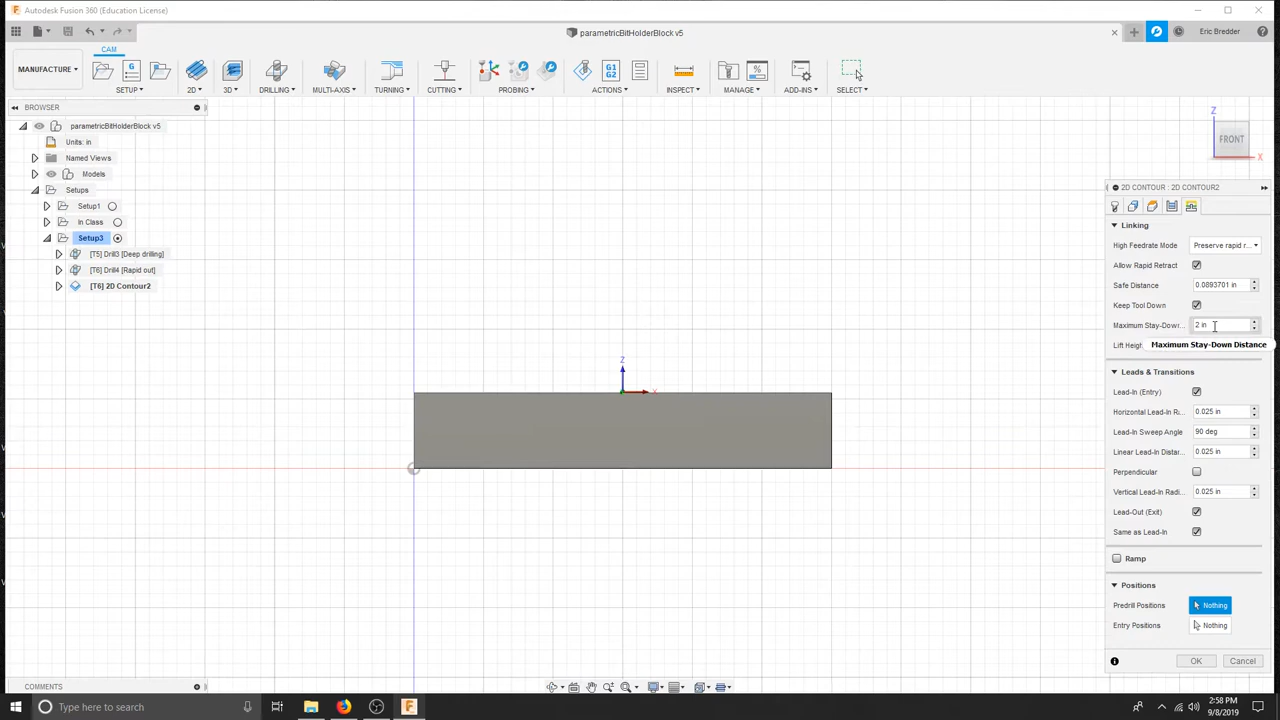 Autodesk Fusion 360 (Education License)
parametricBitHolderBlock v5
Eric Bredder
CAM
MANUFACTURE
G1
G2
SETUP
2D
3D
DRILLING
MULTI-AXIS
TURNING
CUTTING
PROBING
ACTIONS
INSPECT
MANAGE
ADD-INS
SELECT
BROWSER
parametricBitHolderBlock v5
Units: in
Named Views
Models
Setups
Setup1
In Class
Setup3
[T5] Drill3 [Deep drilling]
[T6] Drill4 [Rapid out]
[T6] 2D Contour2
Z
FRONT
X
Z
X
2D CONTOUR : 2D CONTOUR2
Linking
High Feedrate Mode Preserve rapid r...
Allow Rapid Retract
Safe Distance 0.0893701 in
Keep Tool Down
Maximum Stay-Down... 2 in
Lift Heigh
Maximum Stay-Down Distance
Leads & Transitions
Lead-In (Entry)
Horizontal Lead-In R... 0.025 in
Lead-In Sweep Angle 90 deg
Linear Lead-In Distan... 0.025 in
Perpendicular
Vertical Lead-In Radi... 0.025 in
Lead-Out (Exit)
Same as Lead-In
Ramp
Positions
Predrill Positions Nothing
Entry Positions Nothing
OK Cancel
COMMENTS
Type here to search
2:58 PM
9/8/2019